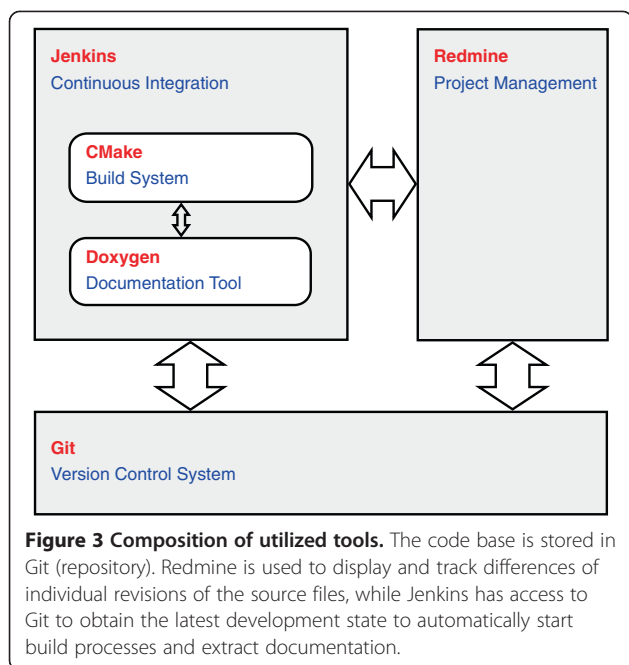 Jenkins
Continuous Integration
CMake
Build System
Doxygen
Documentation Tool
Redmine
Project Management
Git
Version Control System
Figure 3 Composition of utilized tools. The code base is stored in
Git (repository). Redmine is used to display and track differences of
individual revisions of the source files, while Jenkins has access to
Git to obtain the latest development state to automatically start
build processes and extract documentation.